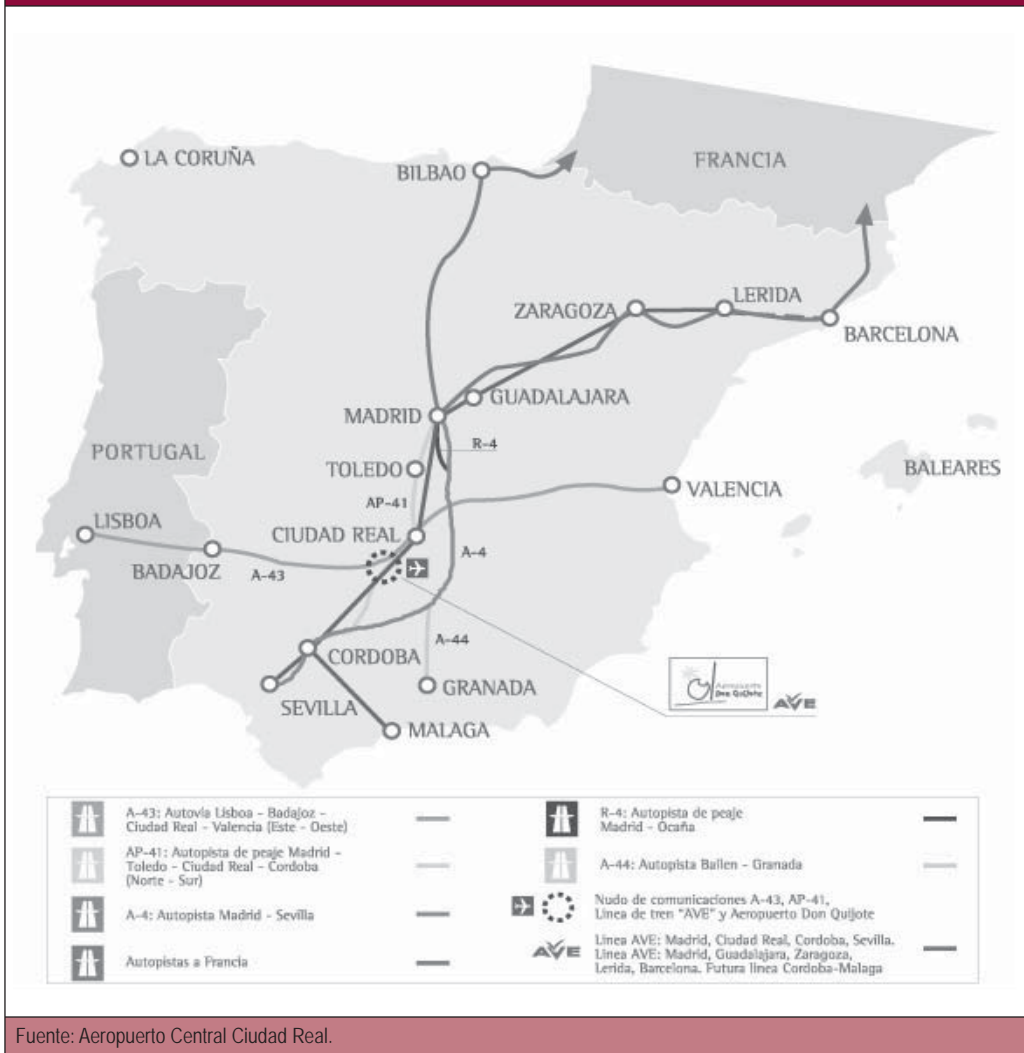 LA CORUÑA
BILBAO
FRANCIA
ZARAGOZA
LERIDA
BARCELONA
GUADALAJARA
MADRID
R-4
PORTUGAL
TOLEDO
BALEARES
AP-41
VALENCIA
LISBOA
CIUDAD REAL
BADAJOZ
A-43
A-4
A-44
CORDOBA
GRANADA
SEVILLA
MALAGA
Aeropuerto
Don Quijote
AVE
A-43: Autovía Lisboa - Badajoz -
Ciudad Real - Valencia (Este - Oeste)
AP-41: Autopista de peaje Madrid -
Toledo - Ciudad Real - Cordoba
(Norte - Sur)
A-4: Autopista Madrid - Sevilla
Autopistas a Francia
R-4: Autopista de peaje
Madrid - Ocaña
A-44: Autopista Bailen - Granada
Nudo de comunicaciones A-43, AP-41,
Linea de tren "AVE" y Aeropuerto Don Quijote
AVE
Linea AVE: Madrid, Ciudad Real, Cordoba, Sevilla.
Linea AVE: Madrid, Guadalajara, Zaragoza,
Lerida, Barcelona. Futura linea Cordoba-Malaga
Fuente: Aeropuerto Central Ciudad Real.